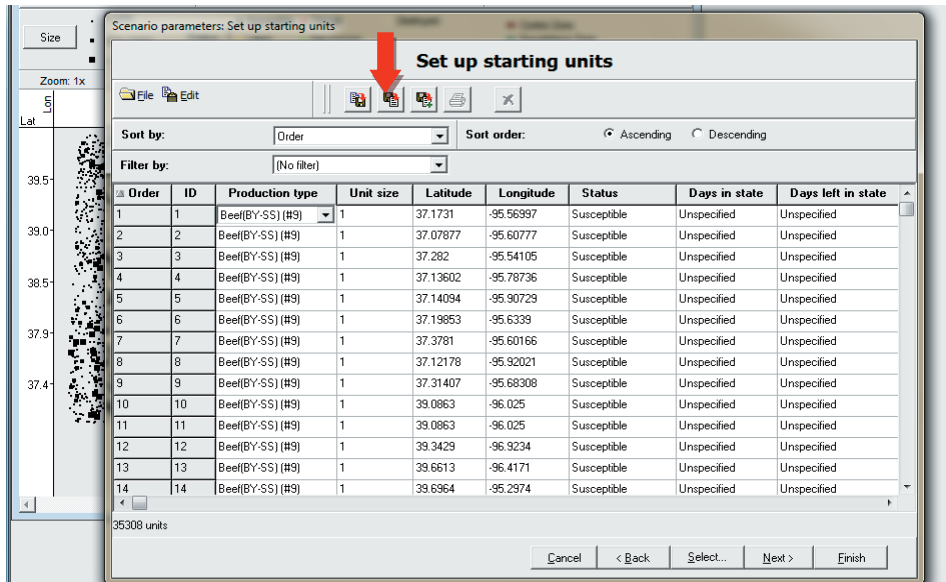 Scenario parameters: Set up starting units
Size
Set up starting units
Zoom: 1x
File Edit
Lon
Lat
Sort by: Order Sort order: Ascending Descending
Filter by: (No filter)
39.5
39.0
38.5
37.9
37.4
Order ID Production type Unit size Latitude Longitude Status Days in state Days left in state
1 1 Beef(BY-SS) (#9) 1 37.1731 -95.56997 Susceptible Unspecified Unspecified
2 2 Beef(BY-SS) (#9) 1 37.07877 -95.60777 Susceptible Unspecified Unspecified
3 3 Beef(BY-SS) (#9) 1 37.282 -95.54105 Susceptible Unspecified Unspecified
4 4 Beef(BY-SS) (#9) 1 37.13602 -95.78736 Susceptible Unspecified Unspecified
5 5 Beef(BY-SS) (#9) 1 37.14094 -95.90729 Susceptible Unspecified Unspecified
6 6 Beef(BY-SS) (#9) 1 37.19853 -95.6339 Susceptible Unspecified Unspecified
7 7 Beef(BY-SS) (#9) 1 37.3781 -95.60166 Susceptible Unspecified Unspecified
8 8 Beef(BY-SS) (#9) 1 37.12178 -95.92021 Susceptible Unspecified Unspecified
9 9 Beef(BY-SS) (#9) 1 37.31407 -95.68308 Susceptible Unspecified Unspecified
10 10 Beef(BY-SS) (#9) 1 39.0863 -96.025 Susceptible Unspecified Unspecified
11 11 Beef(BY-SS) (#9) 1 39.0863 -96.025 Susceptible Unspecified Unspecified
12 12 Beef(BY-SS) (#9) 1 39.3429 -96.9234 Susceptible Unspecified Unspecified
13 13 Beef(BY-SS) (#9) 1 39.6613 -96.4171 Susceptible Unspecified Unspecified
14 14 Beef(BY-SS) (#9) 1 39.6964 -95.2974 Susceptible Unspecified Unspecified
35308 units
Cancel < Back Select... Next > Finish